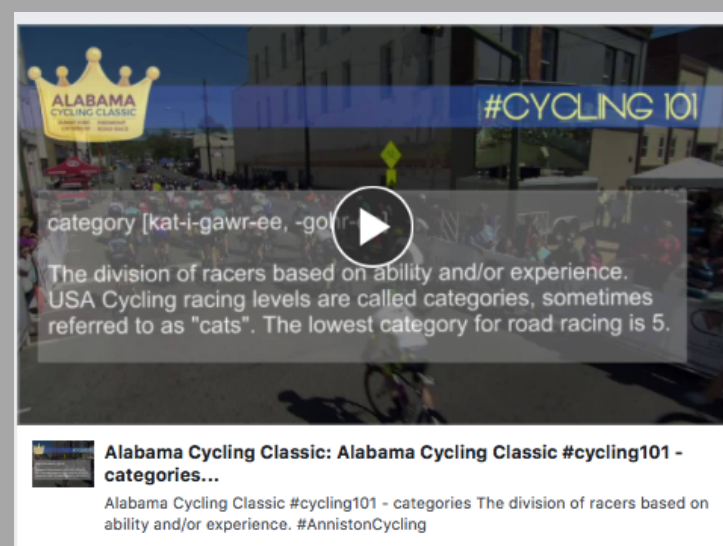 ALABAMA
CYCLING CLASSIC
#CYCLING 101
category [kat-i-gawr-ee, -gohr-
The division of racers based on ability and/or experience.
USA Cycling racing levels are called categories, sometimes
referred to as "cats". The lowest category for road racing is 5.
Alabama Cycling Classic: Alabama Cycling Classic #cycling101 -
categories...
Alabama Cycling Classic #cycling101 - categories The division of racers based on
ability and/or experience. #AnnistonCycling